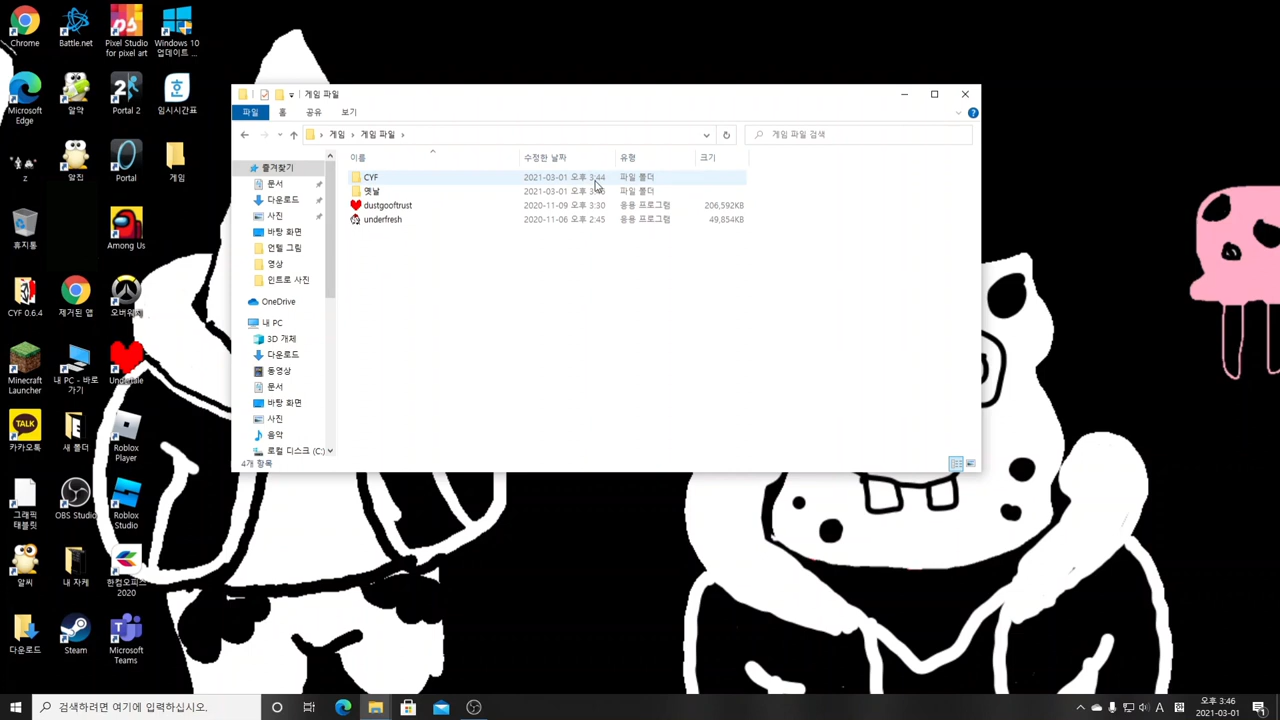 Chrome
Battle.net
Pixel Studio
for pixel art
Windows 10
업데이트 ...
Microsoft
Edge
알약
Portal 2
임시시간표
z
알집
Portal
게임
휴지통
Among Us
CYF 0.6.4
제거된 앱
오버워치
Minecraft
Launcher
내 PC - 바로
가기
Undertale
카카오톡
새 폴더
Roblox
Player
그래픽
태블릿
OBS Studio
Roblox
Studio
알씨
내 자케
한컴오피스
2020
다운로드
Steam
Microsoft
Teams
게임 파일
파일 홈 공유 보기
게임 › 게임 파일 ›
게임 파일 검색
이름 수정한 날짜 유형 크기
CYF 2021-03-01 오후 3:44 파일 폴더
옛날 2021-03-01 오후 파일 폴더
dustgooftrust 2020-11-09 오후 3:30 응용 프로그램 206,592KB
underfresh 2020-11-06 오후 2:45 응용 프로그램 49,854KB
즐겨찾기
문서
다운로드
사진
바탕 화면
언텔 그림
영상
인트로 사진
OneDrive
내 PC
3D 개체
다운로드
동영상
문서
바탕 화면
사진
음악
로컬 디스크 (C:)
4개 항목
검색하려면 여기에 입력하십시오.
A
한
오후 3:46
2021-03-01
1